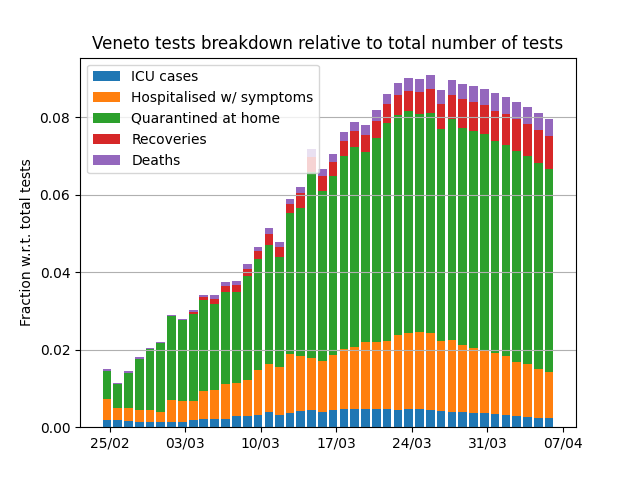 Veneto tests breakdown relative to total number of tests
ICU cases
Hospitalised w/ symptoms
Quarantined at home
Recoveries
Deaths
Fraction w.r.t. total tests
0.08
0.06
0.04
0.02
0.00
25/02 03/03 10/03 17/03 24/03 31/03 07/04